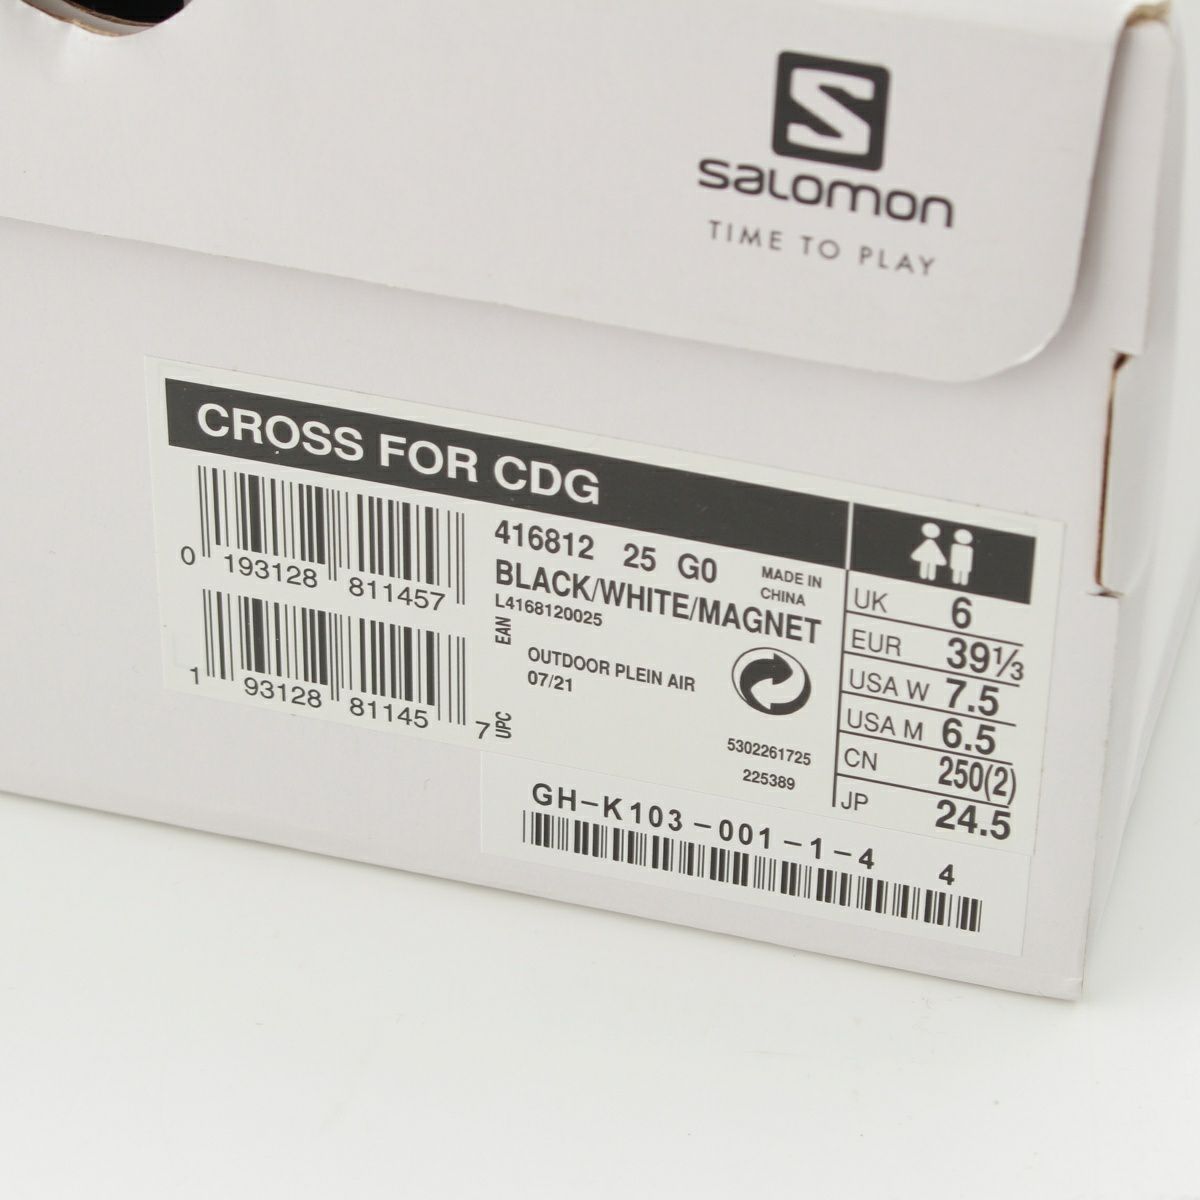 salomon
TIME TO PLAY
CROSS FOR CDG
0 193128 811457
EAN
1 93128 81145 7
UPC
416812 25 G0
MADE IN
CHINA
BLACK/WHITE/MAGNET
L4168120025
OUTDOOR PLEIN AIR
07/21
5302261725
225389
UK 6
EUR 39⅓
USA W 7.5
USA M 6.5
CN 250(2)
JP 24.5
GH-K103-001-1-4 4